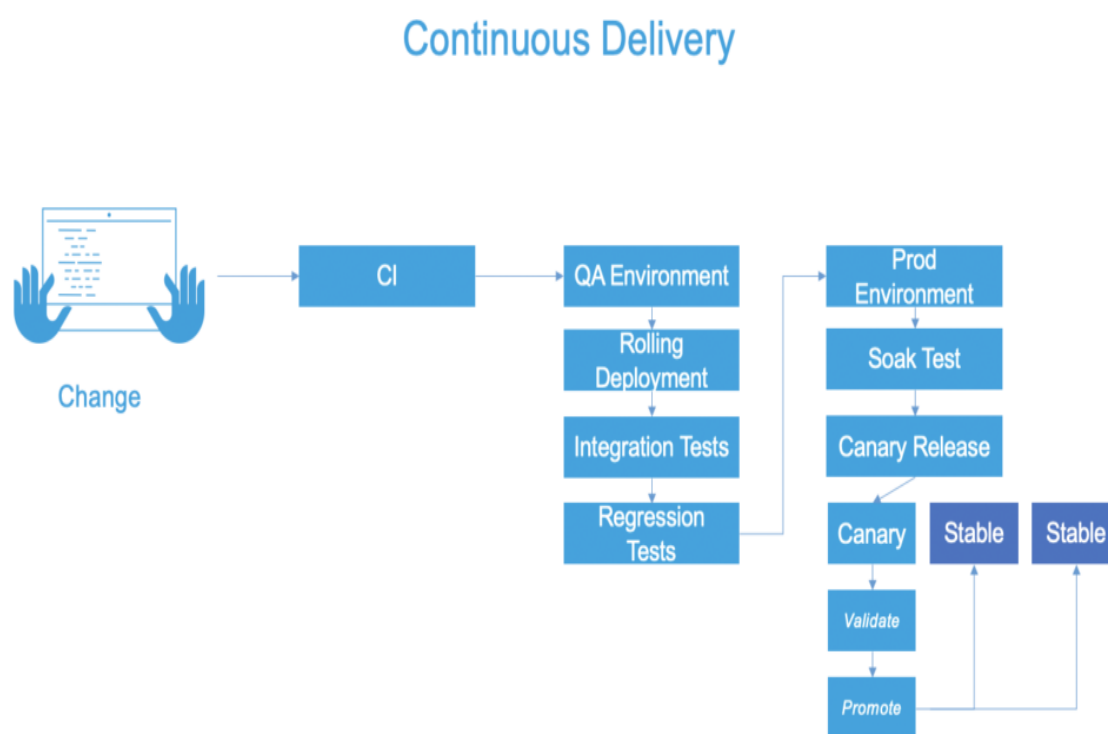 Continuous Delivery
Change
CI
QA Environment
Rolling
Deployment
Integration Tests
Regression
Tests
Prod
Environment
Soak Test
Canary Release
Canary
Stable
Stable
Validate
Promote